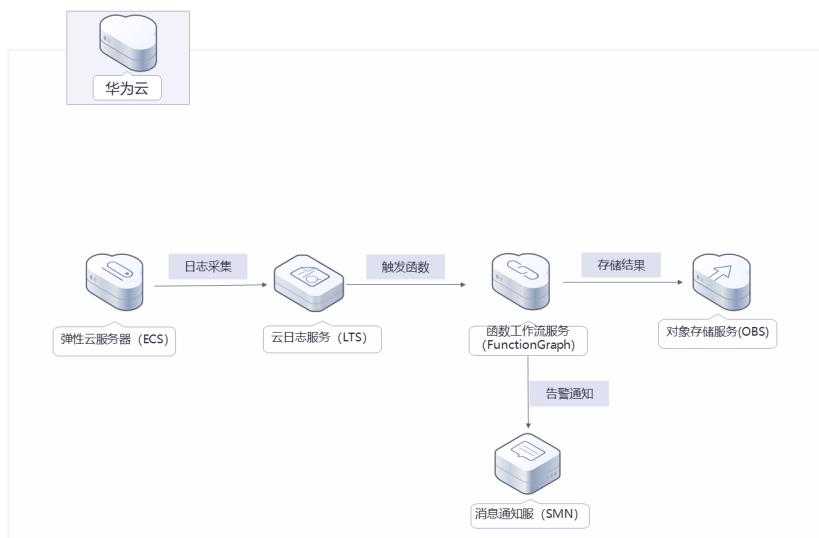 华为云
日志采集
触发函数
存储结果
弹性云服务器（ECS）
云日志服务（LTS）
函数工作流服务
（FunctionGraph)
对象存储服务(OBS)
告警通知
消息通知服（SMN）